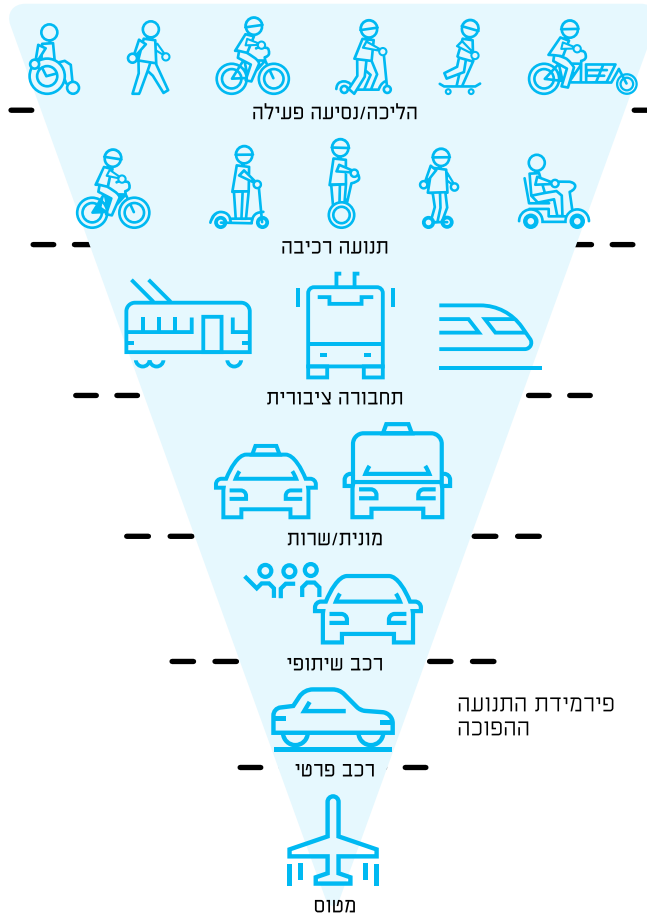 הליכה/נסיעה פעילה
תנועה רכיבה
תחבורה ציבורית
מונית/שרות
רכב שיתופי
פירמידת התנועה
ההפוכה
רכב פרטי
מטוס